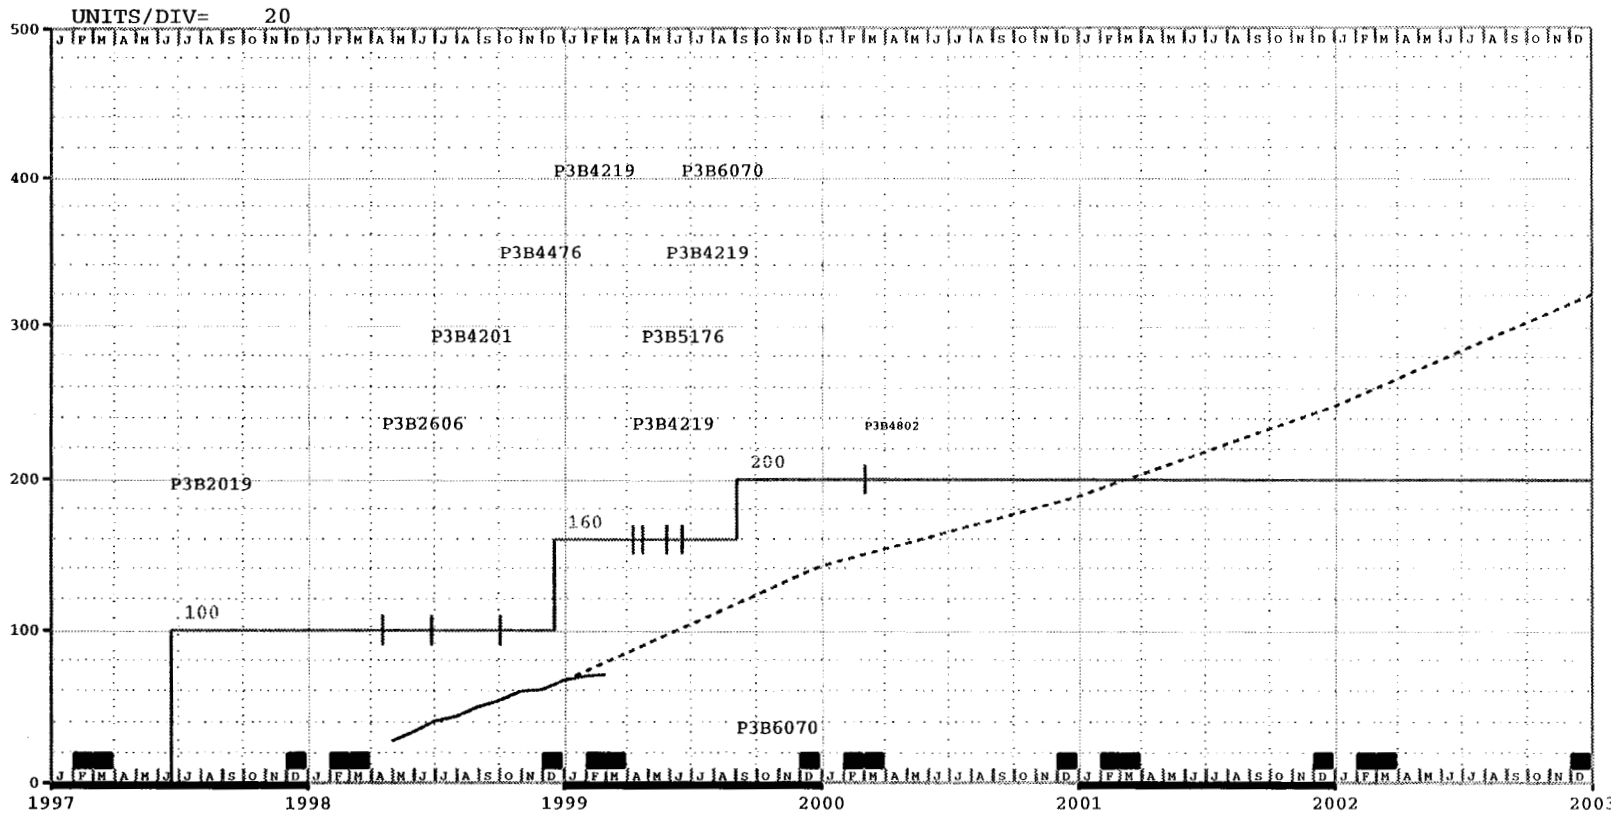 UNITS/DIV= 20
500 J F M A M J J A S O N D J F M A M J J A S O N D J F M A M J J A S O N D J F M A M J J A S O N D J F M A M J J A S O N D J F M A M J J A S O N D
400 P3B4219 P3B6070
P3B4476 P3B4219
300 P3B4201 P3B5176
P3B2606 P3B4219 P3B4802
200 P3B2019 200
160
100 100
P3B6070
0 J F M A M J J A S O N D J F M A M J J A S O N D J F M A M J J A S O N D J F M A M J J A S O N D J F M A M J J A S O N D J F M A M J J A S O N D
1997 1998 1999 2000 2001 2002 2003